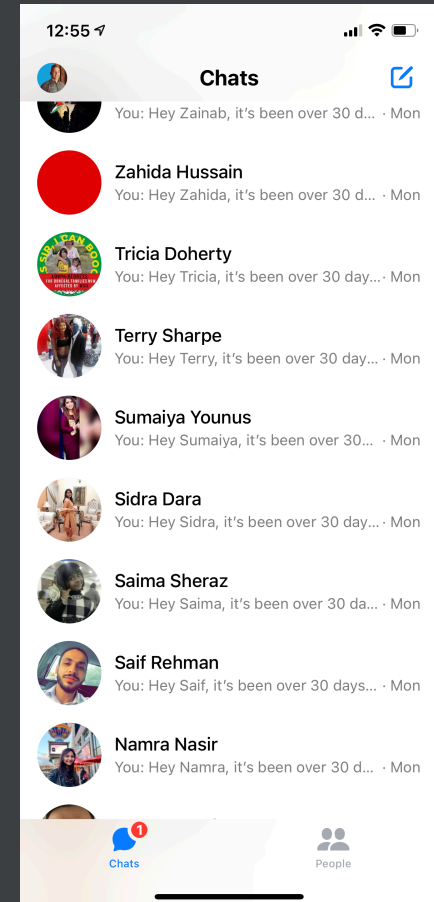 12:55
Chats
You: Hey Zainab, it's been over 30 d... · Mon
Zahida Hussain
You: Hey Zahida, it's been over 30 d... · Mon
Tricia Doherty
You: Hey Tricia, it's been over 30 day... · Mon
Terry Sharpe
You: Hey Terry, it's been over 30 day... · Mon
Sumaiya Younus
You: Hey Sumaiya, it's been over 30... · Mon
Sidra Dara
You: Hey Sidra, it's been over 30 day... · Mon
Saima Sheraz
You: Hey Saima, it's been over 30 da... · Mon
Saif Rehman
You: Hey Saif, it's been over 30 days... · Mon
Namra Nasir
You: Hey Namra, it's been over 30 d... · Mon
1
Chats
People